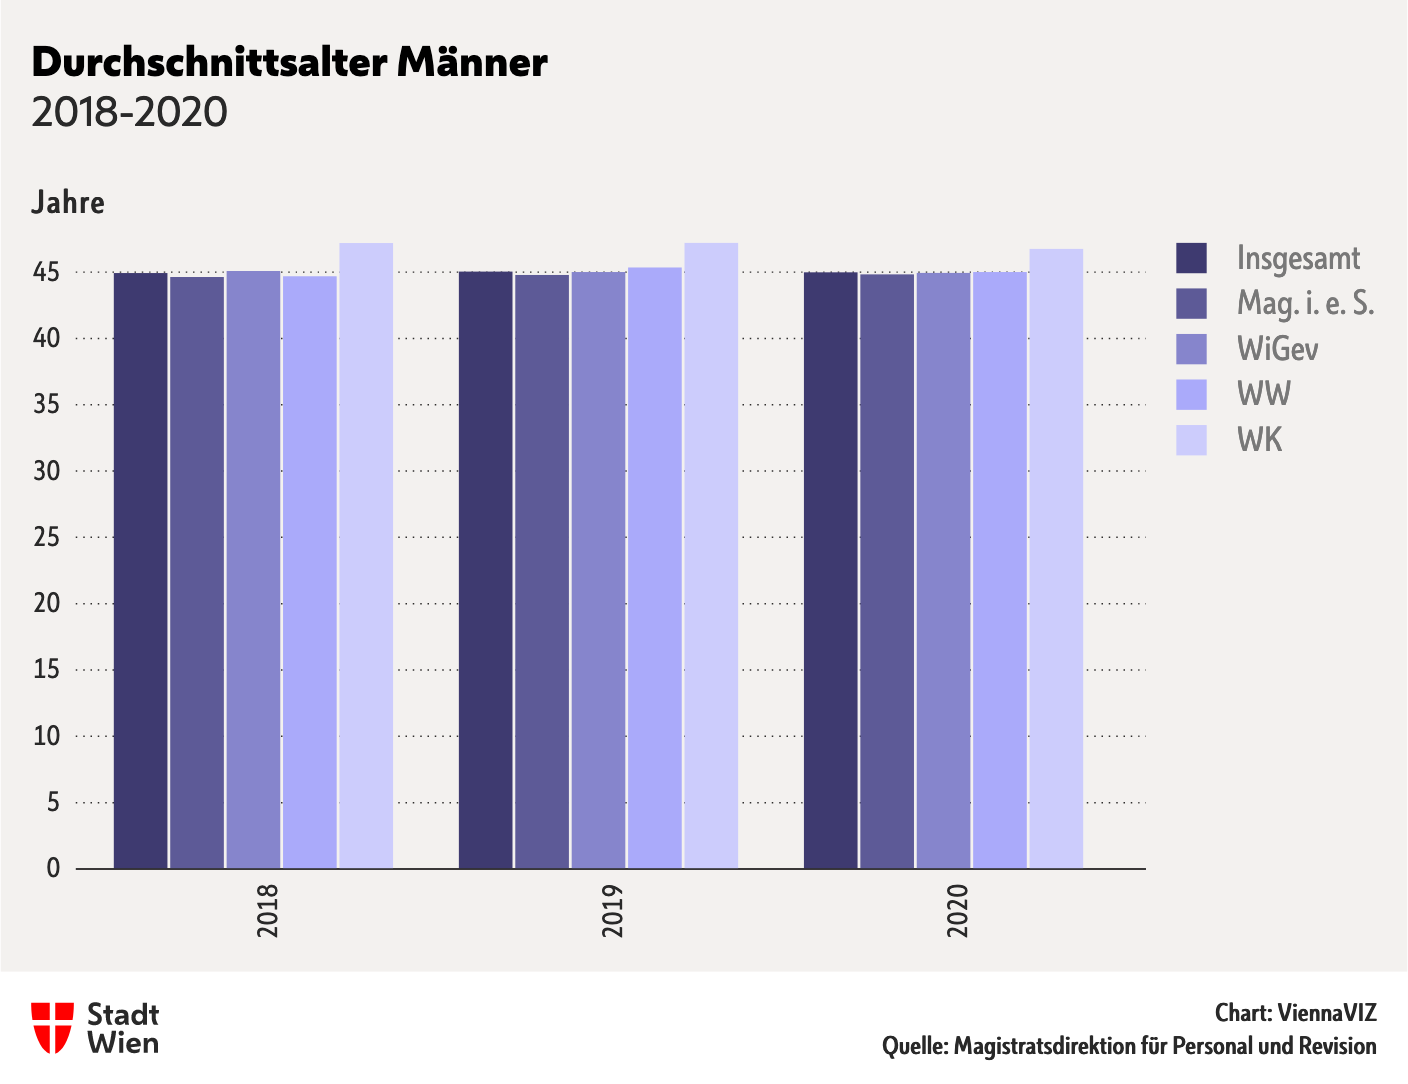 Durchschnittsalter Männer
2018-2020
Jahre
45
40
35
30
25
20
15
10
5
0
2018
2019
2020
Insgesamt
Mag. i. e. S.
WiGev
WW
WK
Stadt
Wien
Chart: ViennaVIZ
Quelle: Magistratsdirektion für Personal und Revision